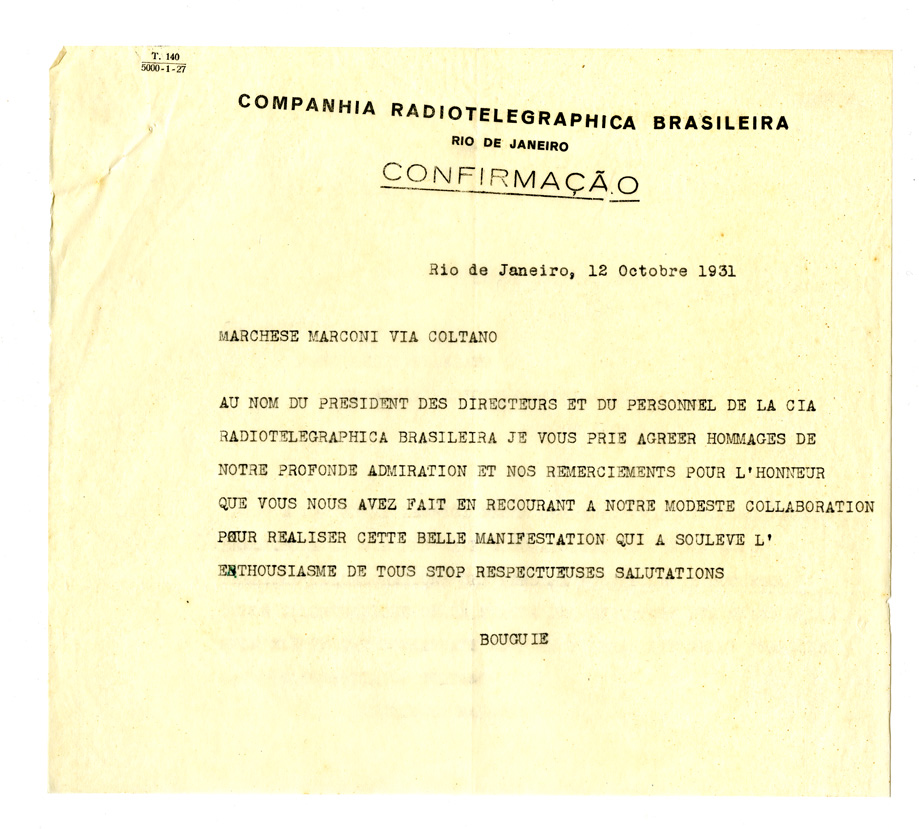 T. 140
5000-1-27
COMPANHIA RADIOTELEGRAPHICA BRASILEIRA
RIO DE JANEIRO
CONFIRMAÇÃO
Rio de Janeiro, 12 Octobre 1931
MARCHESE MARCONI VIA COLTANO
AU NOM DU PRESIDENT DES DIRECTEURS ET DU PERSONNEL DE LA CIA
RADIOTELEGRAPHICA BRASILEIRA JE VOUS PRIE AGREER HOMMAGES DE
NOTRE PROFONDE ADMIRATION ET NOS REMERCIEMENTS POUR L'HONNEUR
QUE VOUS NOUS AVEZ FAIT EN RECOURANT A NOTRE MODESTE COLLABORATION
POUR REALISER CETTE BELLE MANIFESTATION QUI A SOULEVE L'
ENTHOUSIASME DE TOUS STOP RESPECTUEUSES SALUTATIONS
BOUGUIE